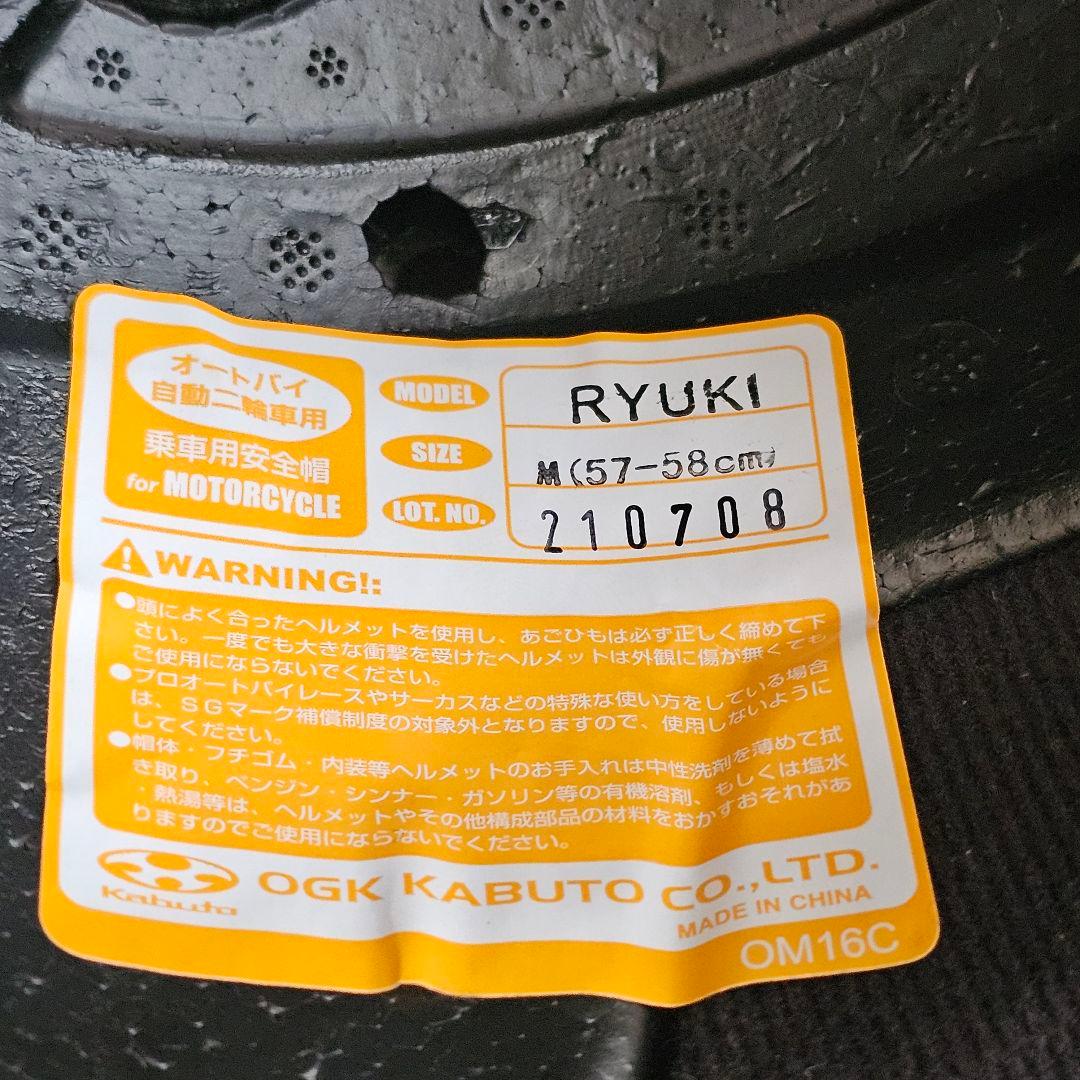 オートバイ
自動二輪車用
乗車用安全帽
for MOTORCYCLE
MODEL RYUKI
SIZE M(57-58cm)
LOT. NO. 210708
WARNING!:
●頭によく合ったヘルメットを使用し、あごひもは必ず正しく締めて下
さい。一度でも大きな衝撃を受けたヘルメットは外観に傷が無くても
ご使用にならないでください。
●プロオートバイレースやサーカスなどの特殊な使い方をしている場合
は、SGマーク補償制度の対象外となりますので、使用しないように
してください。
●帽体・フチゴム・内装等ヘルメットのお手入れは中性洗剤を薄めて拭
き取り、ベンジン・シンナー・ガソリン等の有機溶剤、もしくは塩水
・熱湯等は、ヘルメットやその他構成部品の材料をおかすおそれがあ
りますのでご使用にならないでください。
Kabuto OGK KABUTO CO.,LTD.
MADE IN CHINA
OM16C